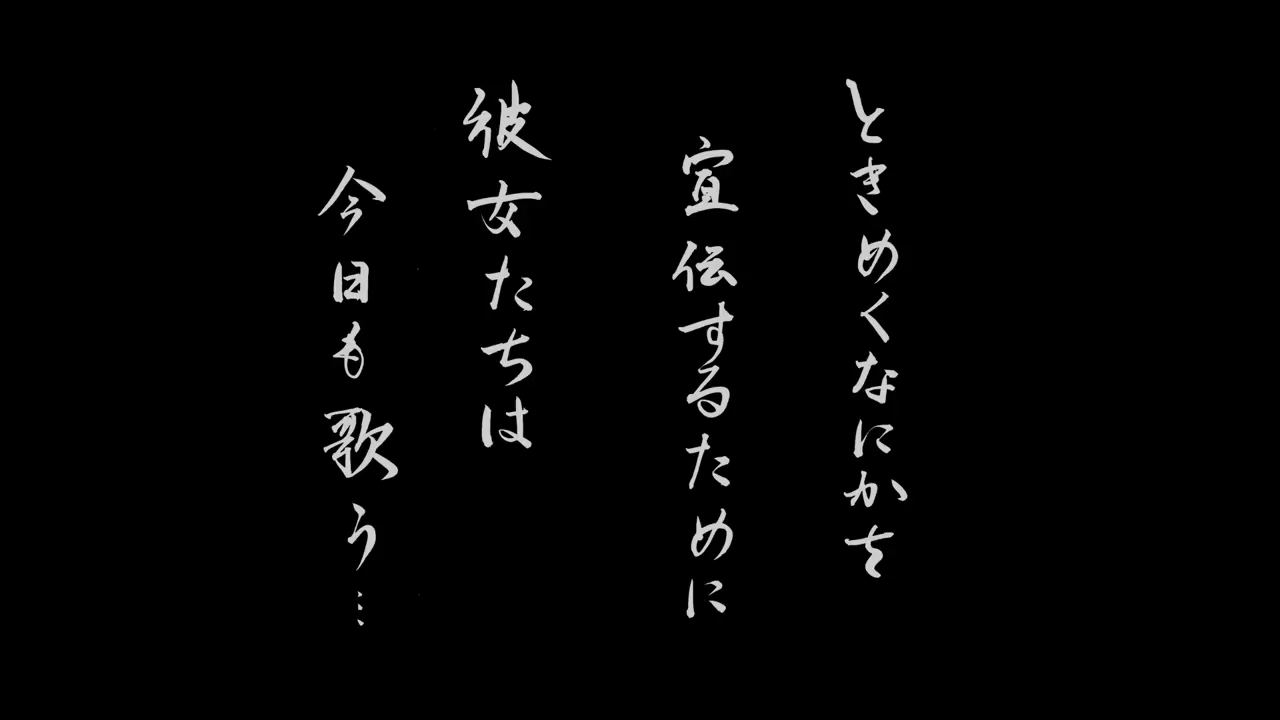 ときめくなにかを
宣伝するために
彼女たちは
今日も歌う…